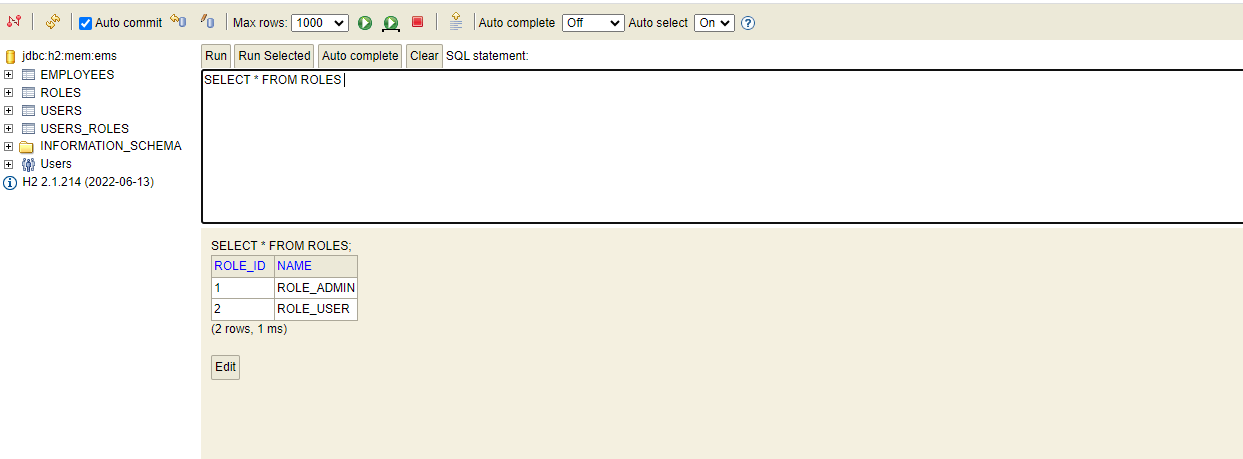 Auto commit Max rows: 1000 Auto complete Off Auto select On ?
jdbc:h2:mem:ems
EMPLOYEES
ROLES
USERS
USERS_ROLES
INFORMATION_SCHEMA
Users
H2 2.1.214 (2022-06-13)
Run Run Selected Auto complete Clear SQL statement:
SELECT * FROM ROLES
SELECT * FROM ROLES;
ROLE_ID NAME
1 ROLE_ADMIN
2 ROLE_USER
(2 rows, 1 ms)
Edit